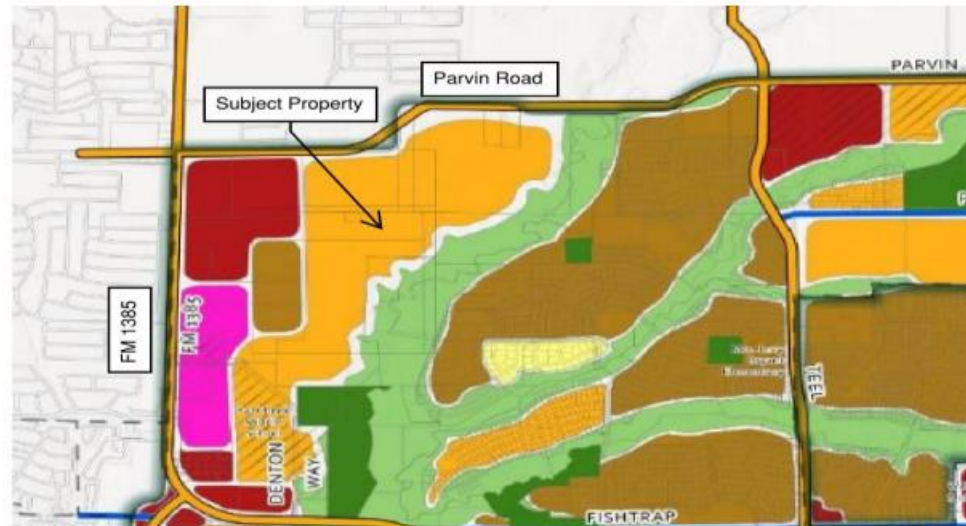 Parvin Road
PARVIN
Subject Property
FM 1385
FM 1385
DENTON
WAY
TEEL
FISHTRAP